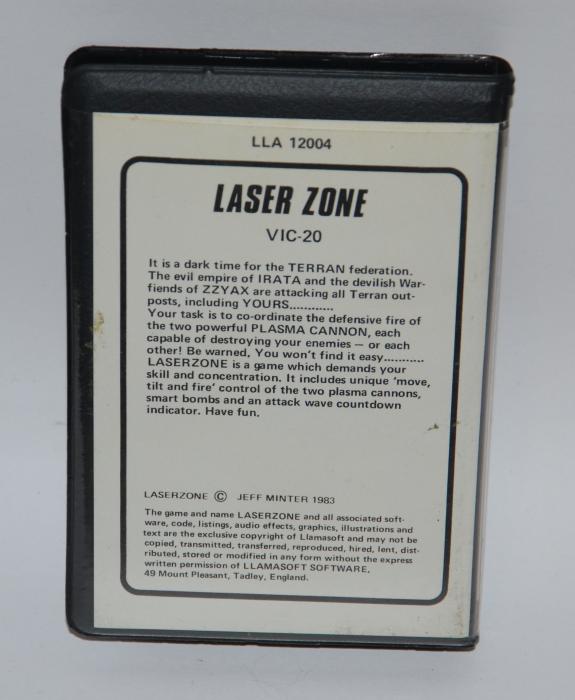 LLA 12004
LASER ZONE
VIC-20
It is a dark time for the TERRAN federation.
The evil empire of IRATA and the devilish War-
fiends of ZZYAX are attacking all Terran out-
posts, including YOURS............
Your task is to co-ordinate the defensive fire of
the two powerful PLASMA CANNON, each
capable of destroying your enemies — or each
other! Be warned, You won't find it easy...........
LASERZONE is a game which demands your
skill and concentration. It includes unique 'move,
tilt and fire' control of the two plasma cannons,
smart bombs and an attack wave countdown
indicator. Have fun.
LASERZONE © JEFF MINTER 1983
The game and name LASERZONE and all associated soft-
ware, code, listings, audio effects, graphics, illustrations and
text are the exclusive copyright of Llamasoft and may not be
copied, transmitted, transferred, reproduced, hired, lent, dist-
ributed, stored or modified in any form without the express
written permission of LLAMASOFT SOFTWARE,
49 Mount Pleasant, Tadley, England.